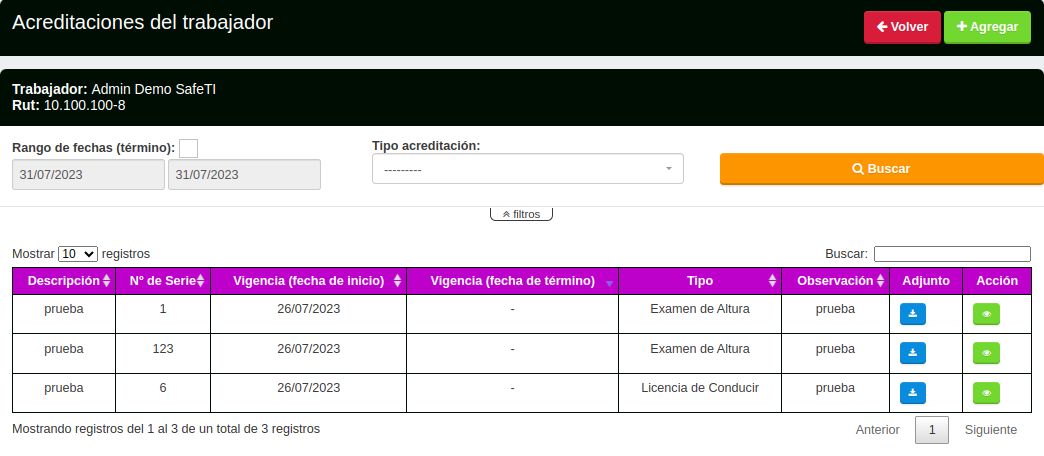 Acreditaciones del trabajador
Volver Agregar
Trabajador: Admin Demo SafeTI
Rut: 10.100.100-8
Rango de fechas (término): Tipo acreditación:
31/07/2023 31/07/2023 --------- Buscar
filtros
Mostrar 10 registros Buscar:
Descripción Nº de Serie Vigencia (fecha de inicio) Vigencia (fecha de término) Tipo Observación Adjunto Acción
prueba 1 26/07/2023 - Examen de Altura prueba
prueba 123 26/07/2023 - Examen de Altura prueba
prueba 6 26/07/2023 - Licencia de Conducir prueba
Mostrando registros del 1 al 3 de un total de 3 registros Anterior 1 Siguiente